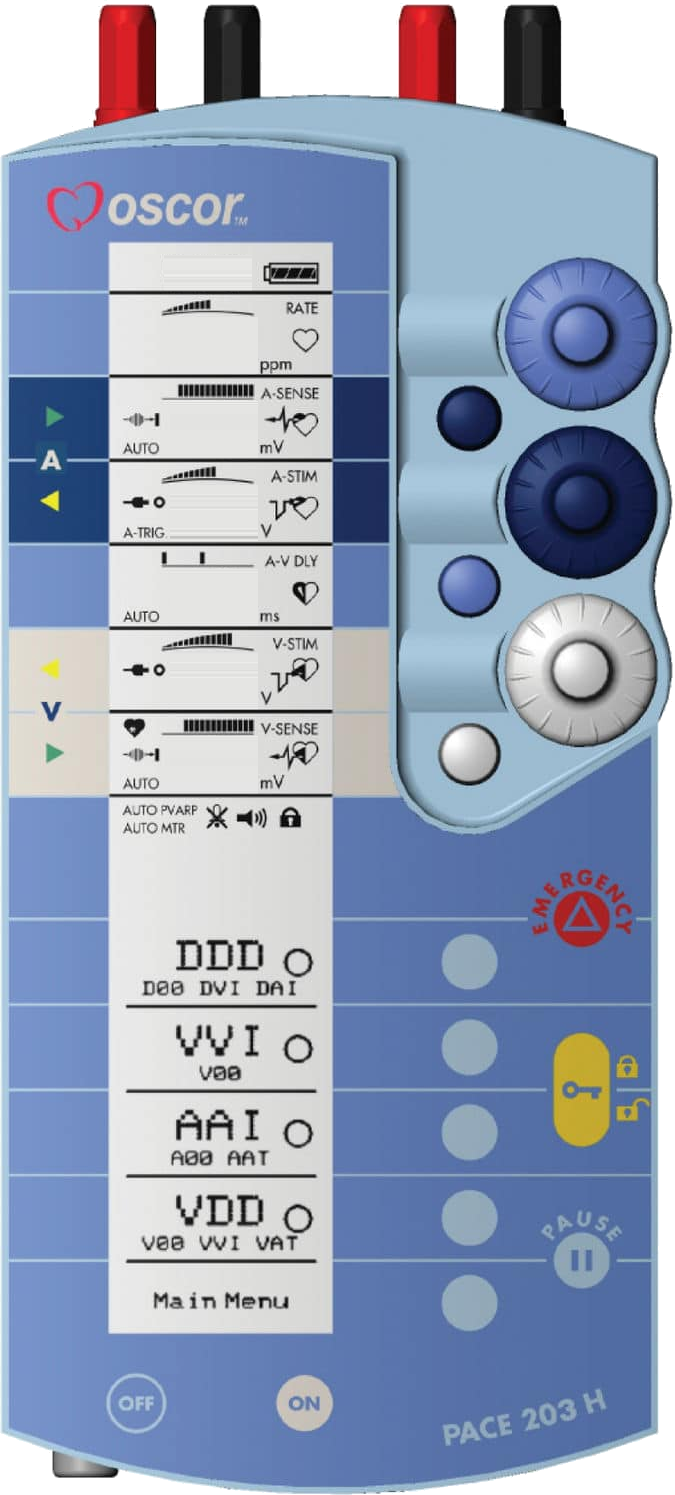 oscor™
RATE
ppm
A-SENSE
AUTO mV
A
A-STIM
A-TRIG V
A-V DLY
AUTO ms
V-STIM
V
V
V-SENSE
AUTO mV
AUTO PVARP
AUTO MTR
EMERGENCY
DDD
D00 DVI DAI
VVI
V00
AAI
A00 AAT
VDD
V00 VVI VAT
PAUSE
Main Menu
OFF ON
PACE 203 H